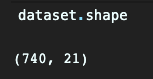 dataset.shape
(740, 21)